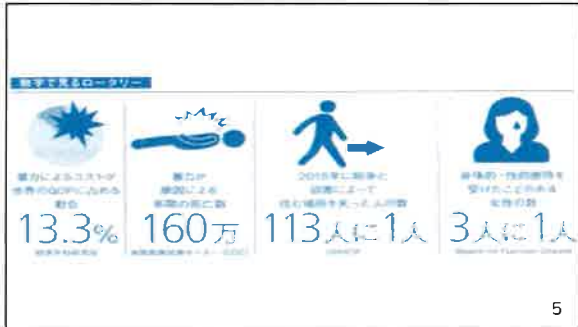 数字で見るロータリー
暴力によるコストが
世界のGDPに占める
割合
13.3%
暴力が
原因による
年間の死亡数
160万
2015年に紛争と
迫害によって
住む場所を失った人の数
113人に1人
身体的・性的虐待を
受けたことのある
女性の数
3人に1人
5